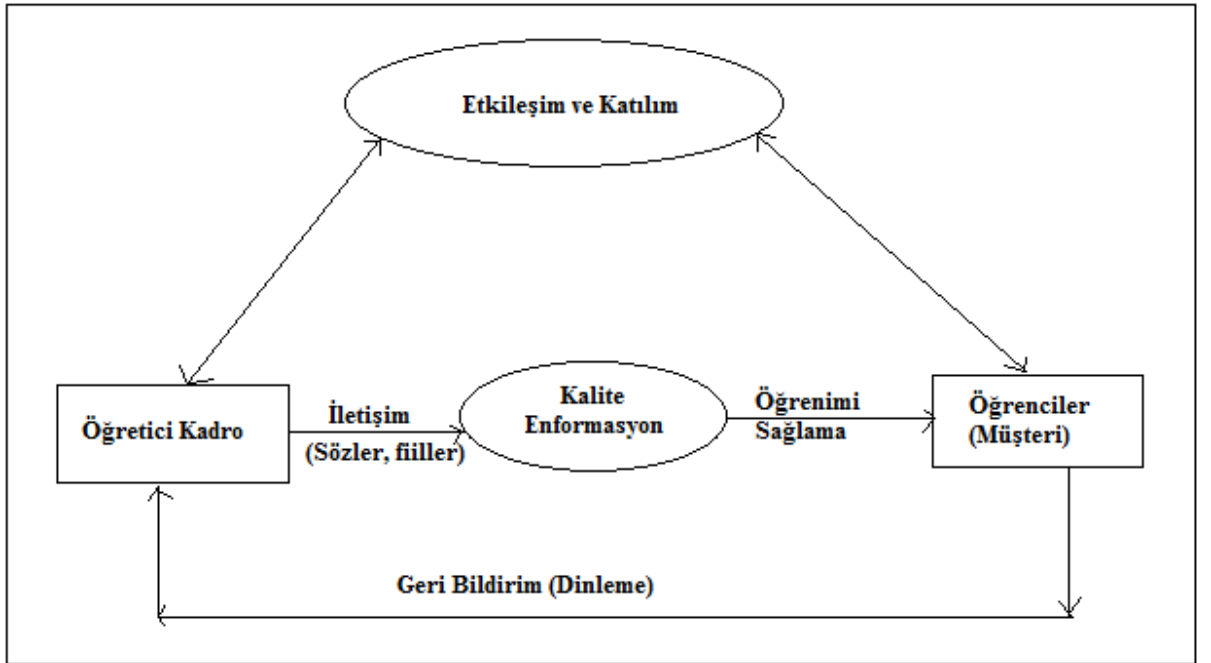 Etkileşim ve Katılım
Öğretici Kadro
İletişim
(Sözler, fiiller)
Kalite
Enformasyon
Öğrenimi
Sağlama
Öğrenciler
(Müşteri)
Geri Bildirim (Dinleme)